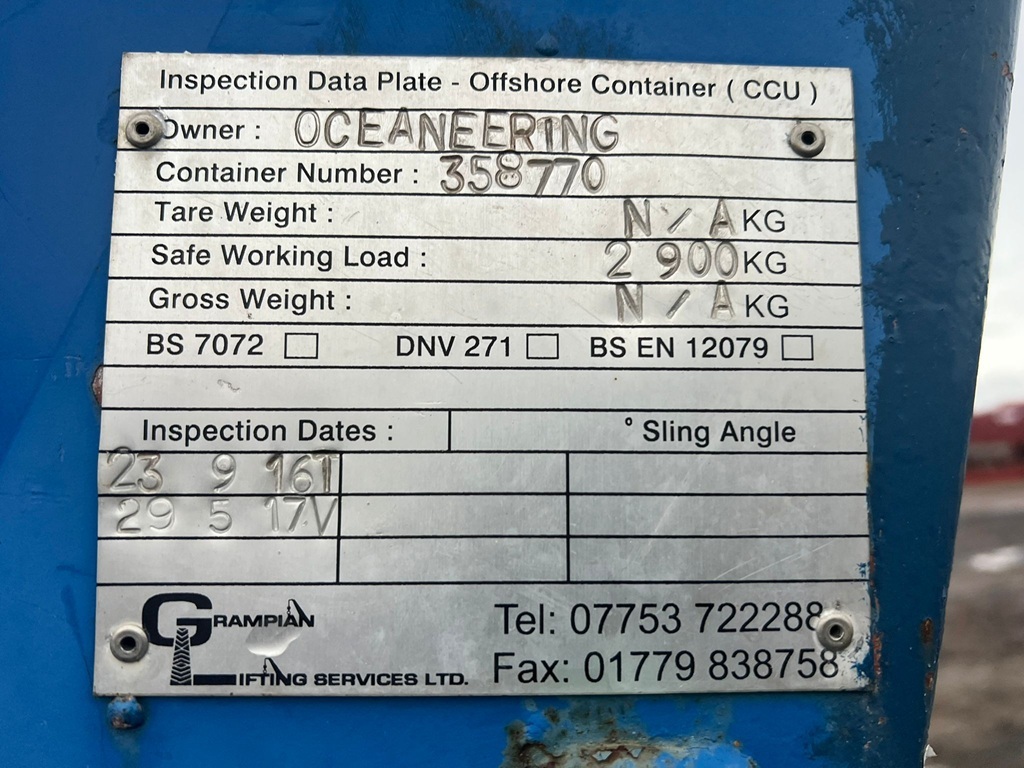 Inspection Data Plate - Offshore Container ( CCU )
Owner : OCEANEERING
Container Number : 358770
Tare Weight : N/A KG
Safe Working Load : 2 900 KG
Gross Weight : N/A KG
BS 7072 DNV 271 BS EN 12079
Inspection Dates : ° Sling Angle
23 9 16T
29 5 17V
GRAMPIAN
LIFTING SERVICES LTD.
Tel: 07753 722288
Fax: 01779 838758